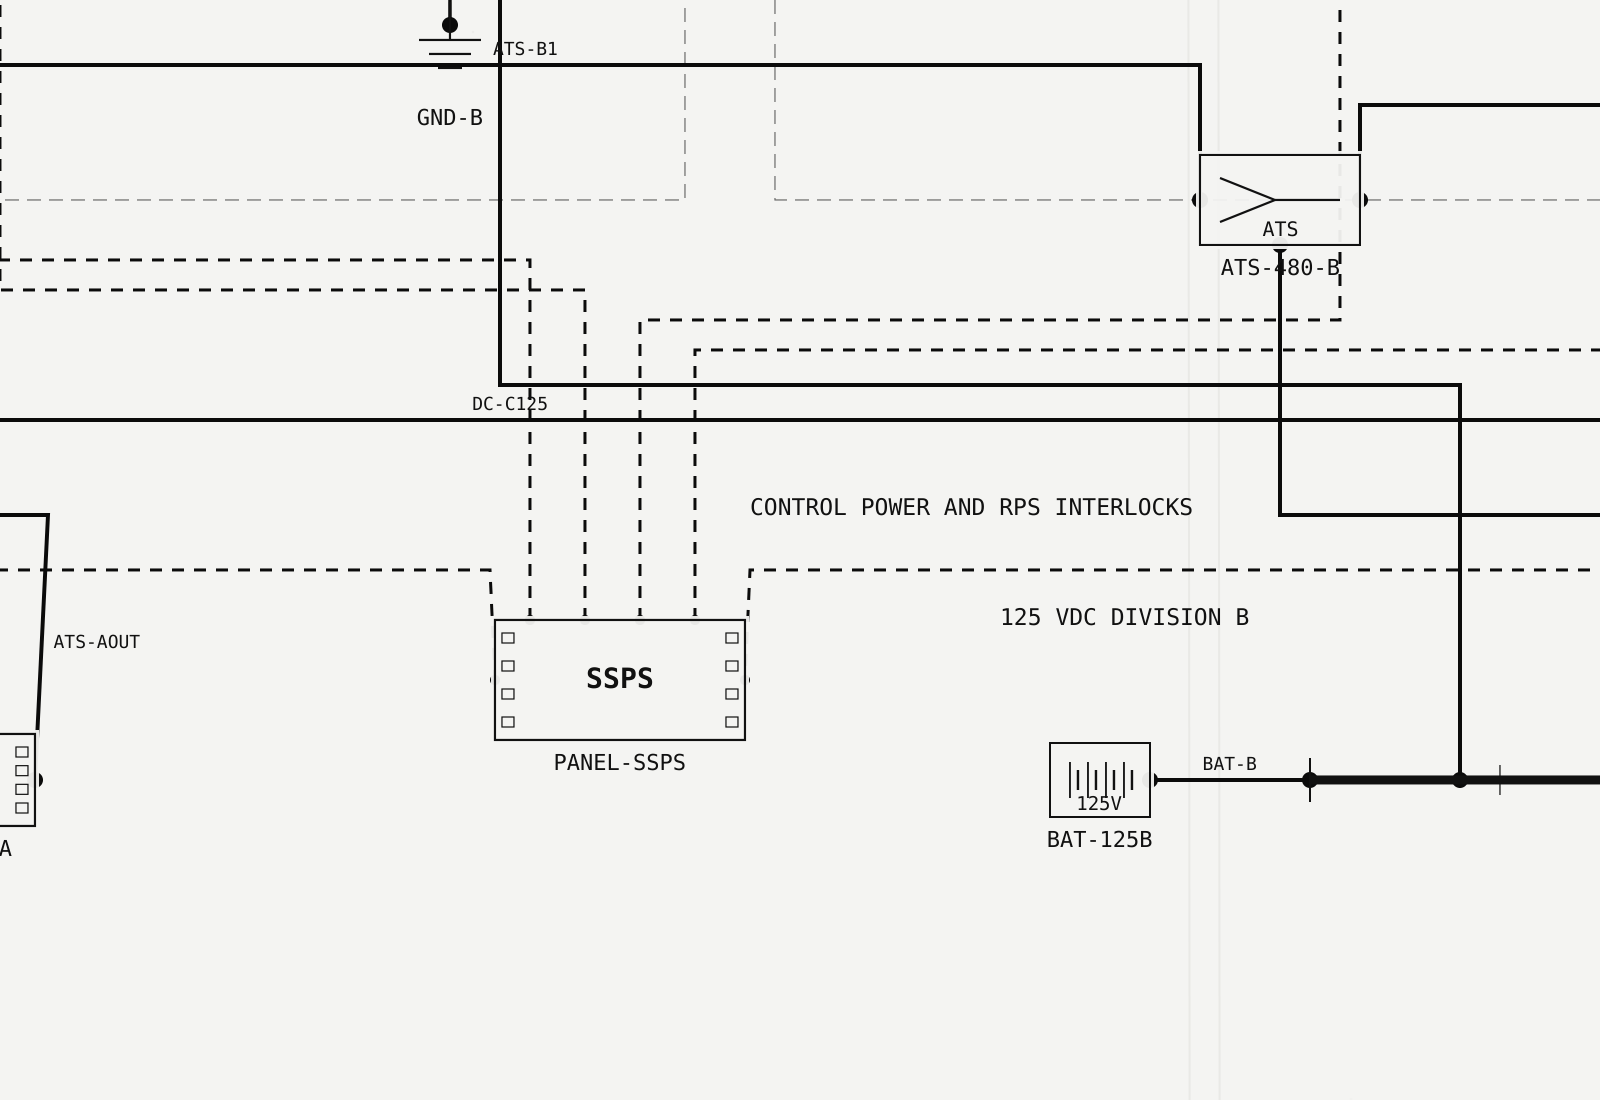 ATS-B1
GND-B
ATS
ATS-480-B
DC-C125
CONTROL POWER AND RPS INTERLOCKS
125 VDC DIVISION B
ATS-AOUT
SSPS
PANEL-SSPS
BAT-B
125V
BAT-125B
A